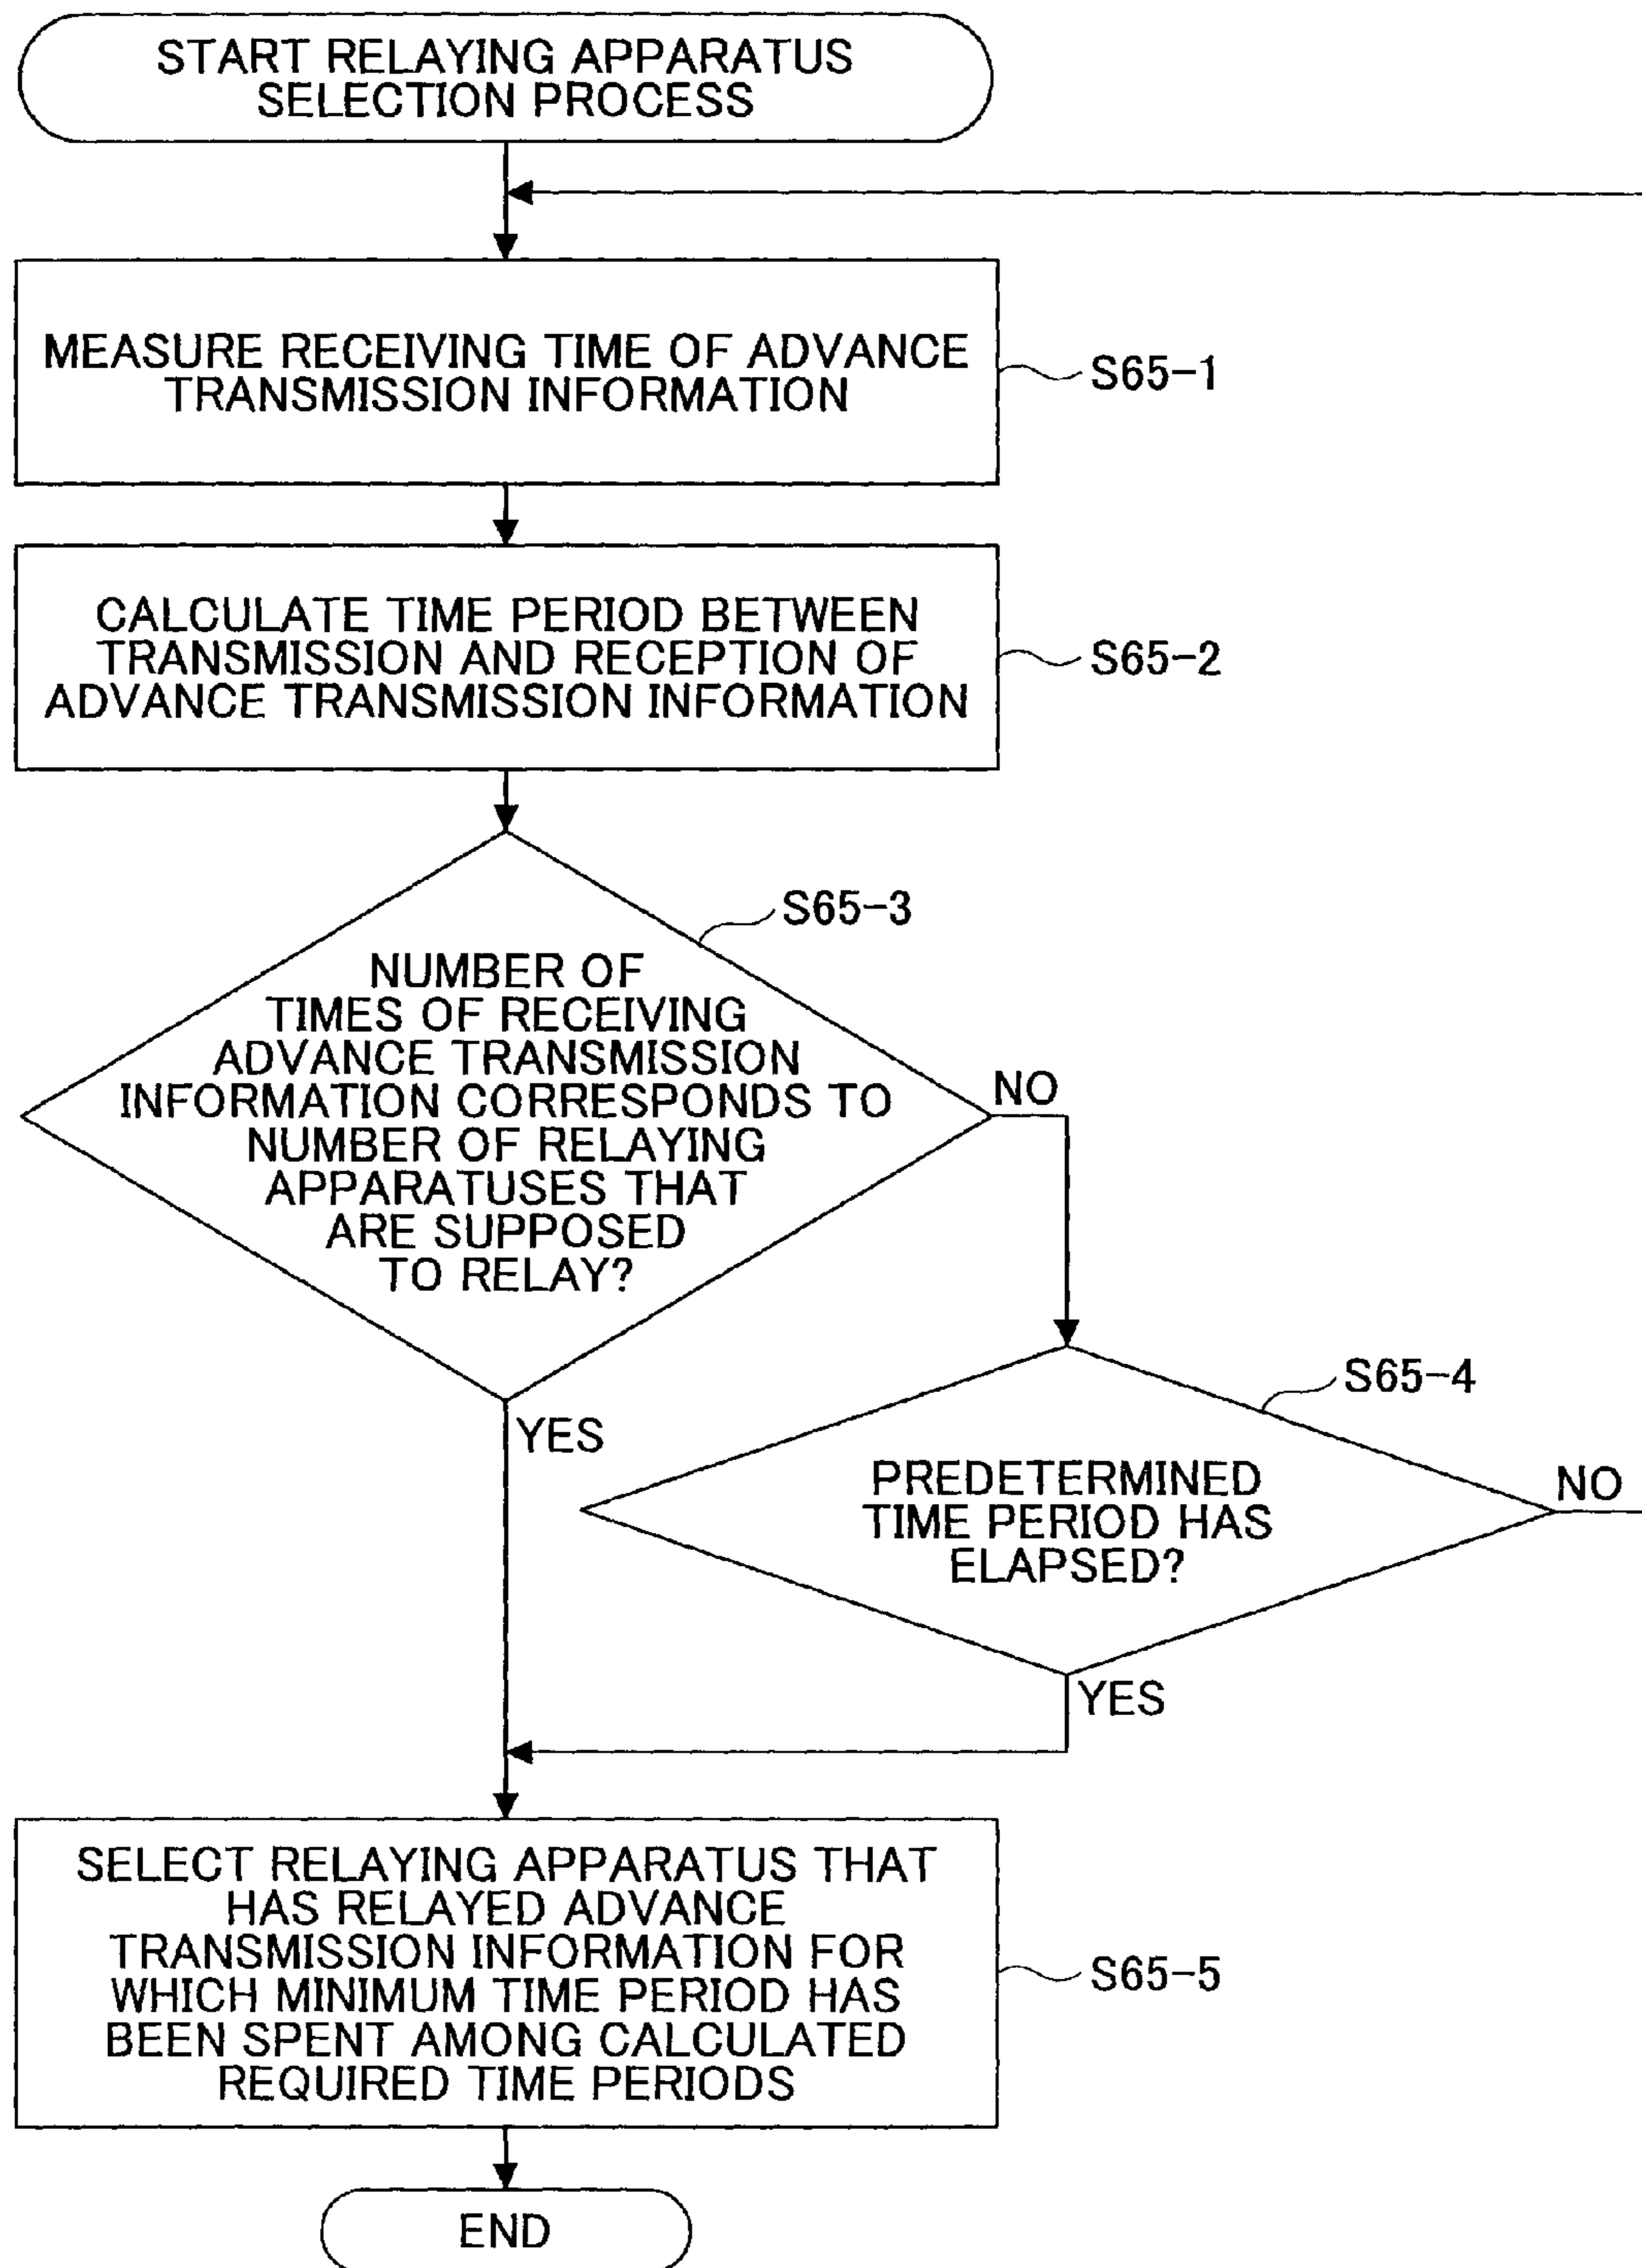 START RELAYING APPARATUS
SELECTION PROCESS
MEASURE RECEIVING TIME OF ADVANCE
TRANSMISSION INFORMATION
S65-1
CALCULATE TIME PERIOD BETWEEN
TRANSMISSION AND RECEPTION OF
ADVANCE TRANSMISSION INFORMATION
S65-2
S65-3
NUMBER OF
TIMES OF RECEIVING
ADVANCE TRANSMISSION
INFORMATION CORRESPONDS TO
NUMBER OF RELAYING
APPARATUSES THAT
ARE SUPPOSED
TO RELAY?
NO
YES
S65-4
PREDETERMINED
TIME PERIOD HAS
ELAPSED?
NO
YES
SELECT RELAYING APPARATUS THAT
HAS RELAYED ADVANCE
TRANSMISSION INFORMATION FOR
WHICH MINIMUM TIME PERIOD HAS
BEEN SPENT AMONG CALCULATED
REQUIRED TIME PERIODS
S65-5
END